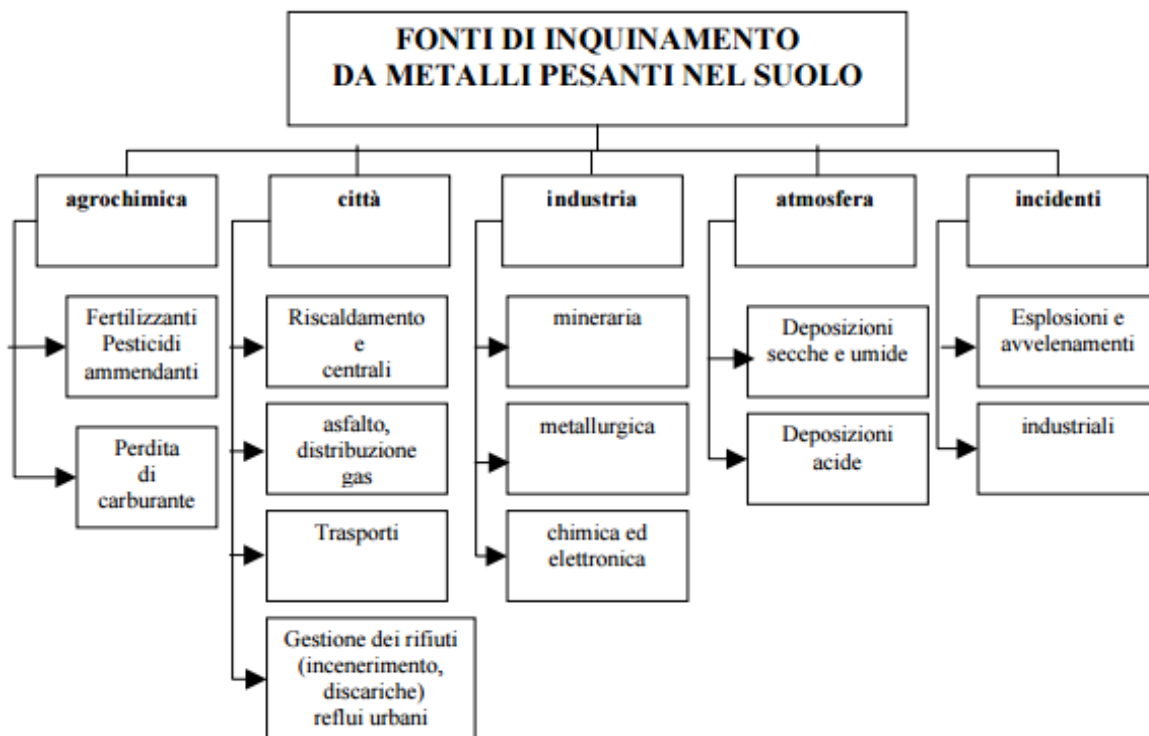 FONTI DI INQUINAMENTO
DA METALLI PESANTI NEL SUOLO
agrochimica
città
industria
atmosfera
incidenti
Fertilizzanti
Pesticidi
ammendanti
Perdita
di
carburante
Riscaldamento
e
centrali
asfalto,
distribuzione
gas
Trasporti
Gestione dei rifiuti
(incenerimento,
discariche)
reflui urbani
mineraria
metallurgica
chimica ed
elettronica
Deposizioni
secche e umide
Deposizioni
acide
Esplosioni e
avvelenamenti
industriali